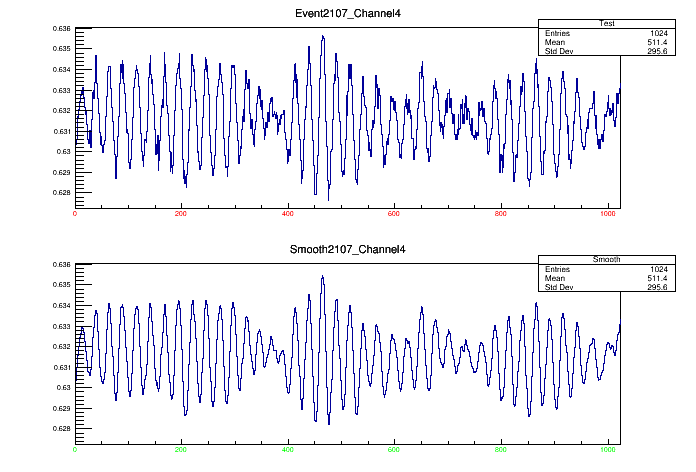 Event2107_Channel4
Test
Entries 1024
Mean 511.4
Std Dev 295.6
0.636
0.635
0.634
0.633
0.632
0.631
0.63
0.629
0.628
0 200 400 600 800 1000
Smooth2107_Channel4
Smooth
Entries 1024
Mean 511.4
Std Dev 295.6
0.636
0.635
0.634
0.633
0.632
0.631
0.63
0.629
0.628
0 200 400 600 800 1000